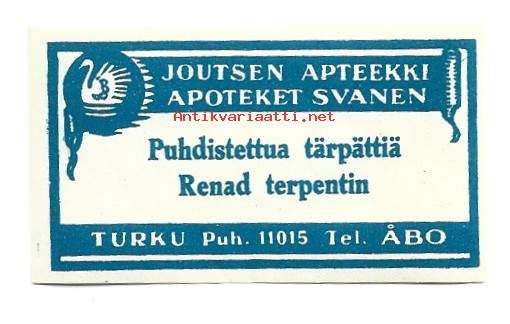 JOUTSEN APTEEKKI
APOTEKET SVANEN
Antikvariaatti.net
Puhdistettua tärpättiä
Renad terpentin
TURKU Puh. 11015 Tel. ÅBO